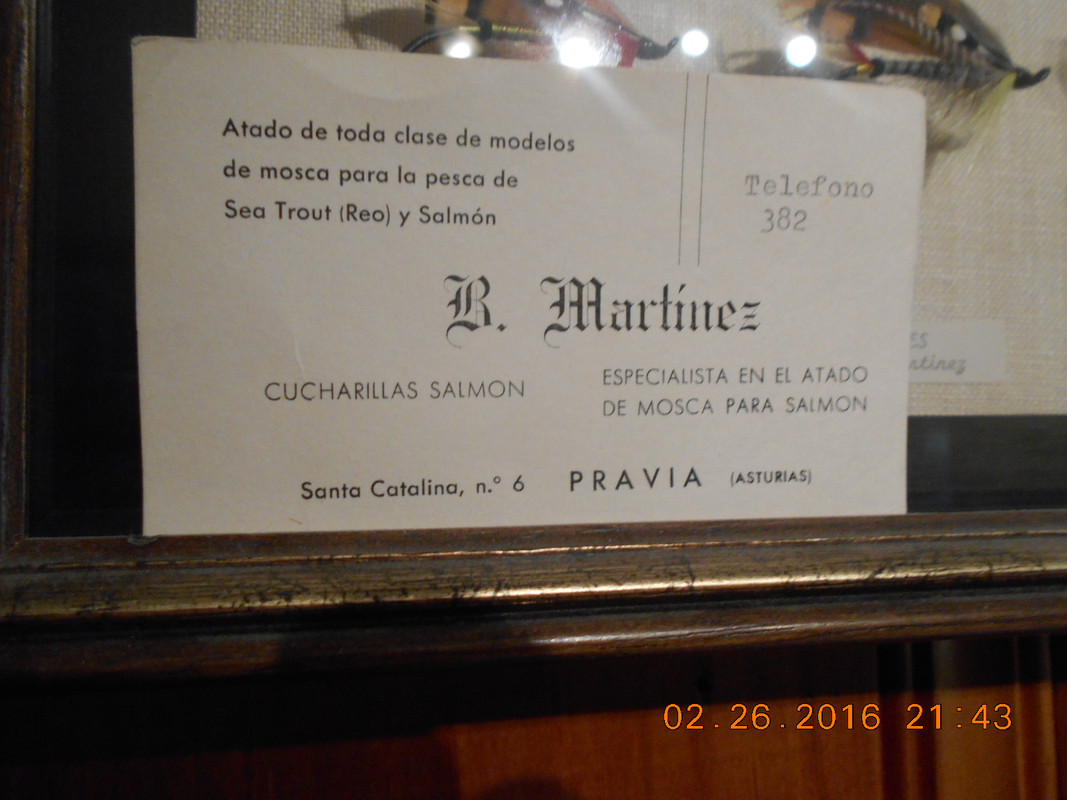 Atado de toda clase de modelos
de mosca para la pesca de
Sea Trout (Reo) y Salmón
Telefono
382
B. Martínez
CUCHARILLAS SALMON
ESPECIALISTA EN EL ATADO
DE MOSCA PARA SALMON
Santa Catalina, n.º 6 PRAVIA (ASTURIAS)
02.26.2016 21:43